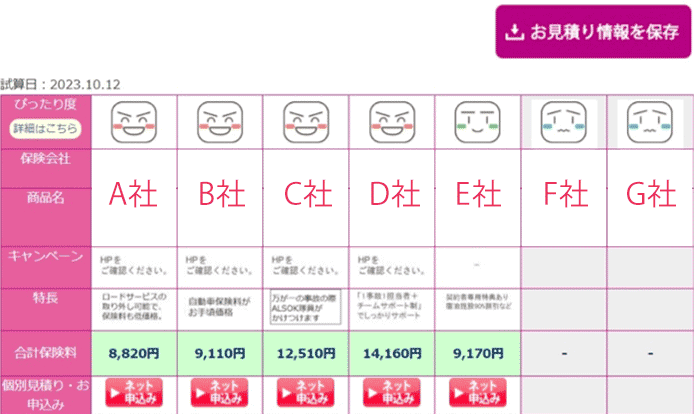 お見積り情報を保存
試算日：2023.10.12
ぴったり度
詳細はこちら
保険会社
商品名
A社 B社 C社 D社 E社 F社 G社
キャンペーン
HPを
ご確認ください。
HPを
ご確認ください。
HPを
ご確認ください。
HPを
ご確認ください。
–
特長
ロードサービスの
取り外し可能で、
保険料も低価格。
自動車保険料が
お手頃価格
万が一の事故の際
ALSOK隊員が
かけつけます
「1事故1担当者＋
チームサポート制」
でしっかりサポート
契約者専用特典あり
宿泊施設90%割引など
合計保険料
8,820円 9,110円 12,510円 14,160円 9,170円 - -
個別見積り・お
申込み
ネット
申込み
ネット
申込み
ネット
申込み
ネット
申込み
ネット
申込み